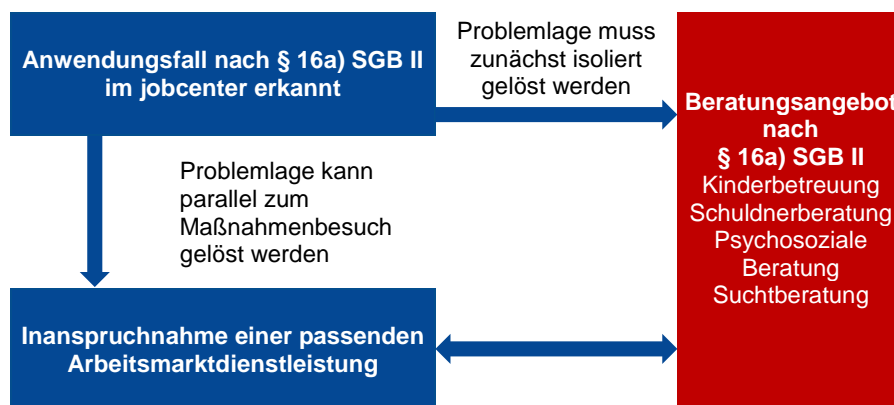 Anwendungsfall nach § 16a) SGB II
im jobcenter erkannt
Problemlage muss
zunächst isoliert
gelöst werden
Beratungsangebot
nach
§ 16a) SGB II
Kinderbetreuung
Schuldnerberatung
Psychosoziale
Beratung
Suchtberatung
Problemlage kann
parallel zum
Maßnahmenbesuch
gelöst werden
Inanspruchnahme einer passenden
Arbeitsmarktdienstleistung